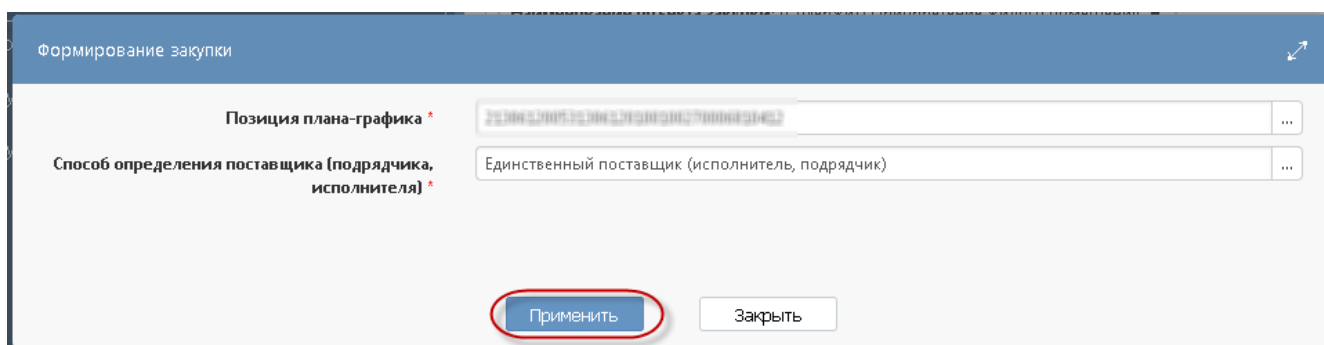 Формирование закупки
Позиция плана-графика *
...
Способ определения поставщика (подрядчика,
исполнителя) *
Единственный поставщик (исполнитель, подрядчик)
...
Применить
Закрыть